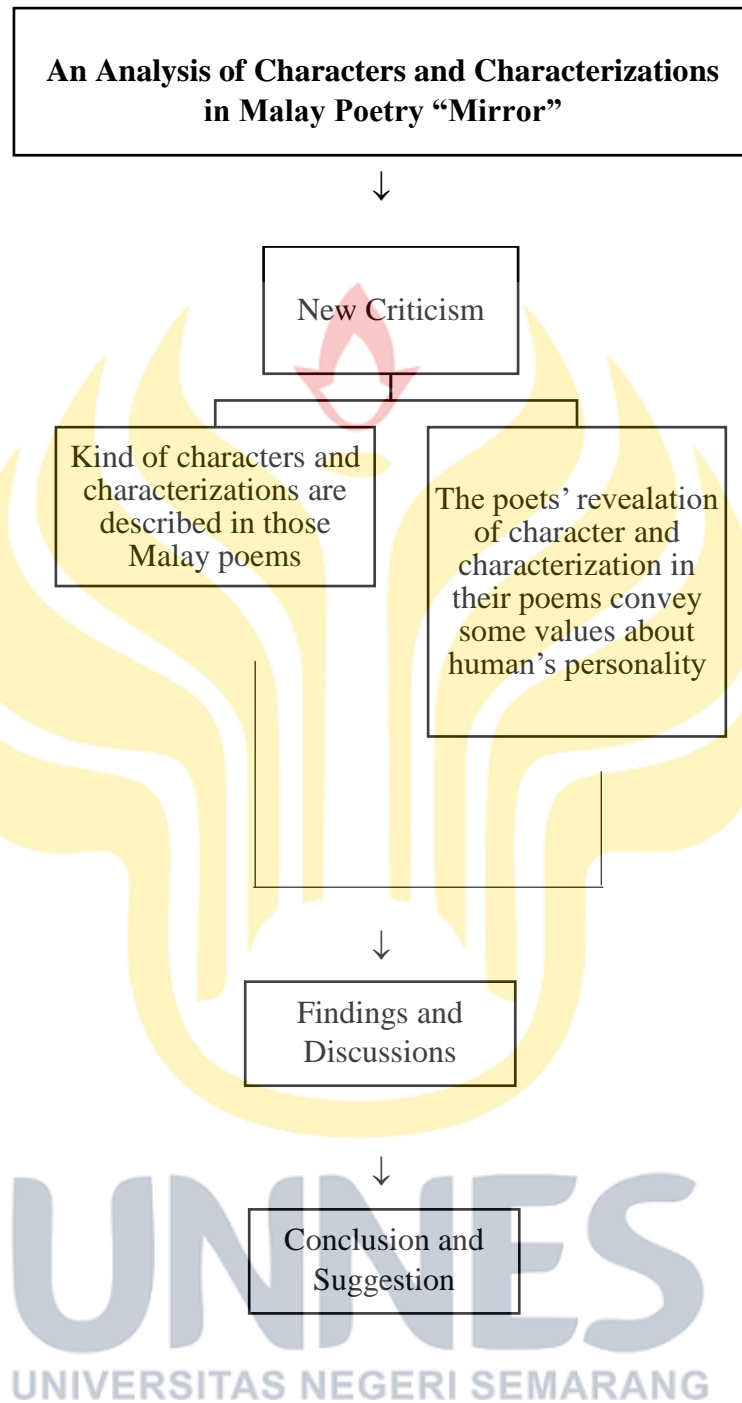 An Analysis of Characters and Characterizations
in Malay Poetry “Mirror”
↓
New Criticism
Kind of characters and
characterizations are
described in those
Malay poems
The poets’ revealation
of character and
characterization in
their poems convey
some values about
human’s personality
↓
Findings and
Discussions
↓
Conclusion and
Suggestion
UNNES
UNIVERSITAS NEGERI SEMARANG